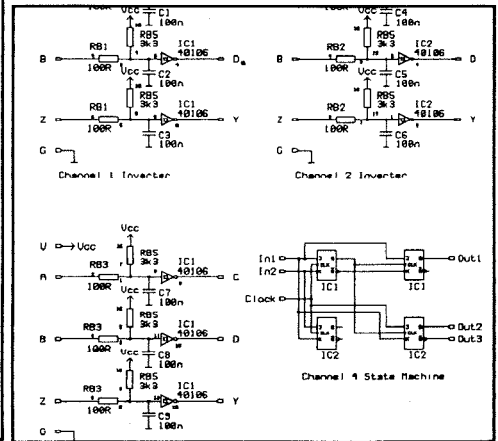 100R
C1
100n
RB5
3k3
IC1
40106
B
RB1
100R
D
Vcc
C2
100n
RB5
3k3
IC1
40106
Z
RB1
100R
Y
C3
100n
G
Channel 1 Inverter
100R
C4
100n
RB5
3k3
IC2
40106
B
RB2
100R
D
Vcc
C5
100n
RB5
3k3
IC2
40106
Z
RB2
100R
Y
C6
100n
G
Channel 2 Inverter
V
Vcc
Vcc
RB5
3k3
IC1
40106
A
RB3
100R
C
Vcc
C7
100n
RB5
3k3
IC1
40106
B
RB3
100R
D
Vcc
C8
100n
RB5
3k3
IC1
40106
Z
RB3
100R
Y
C9
100n
G
In1
In2
Clock
J
CLK
K
IC1
IC1
IC2
IC2
Out1
Out2
Out3
Channel 4 State Machine